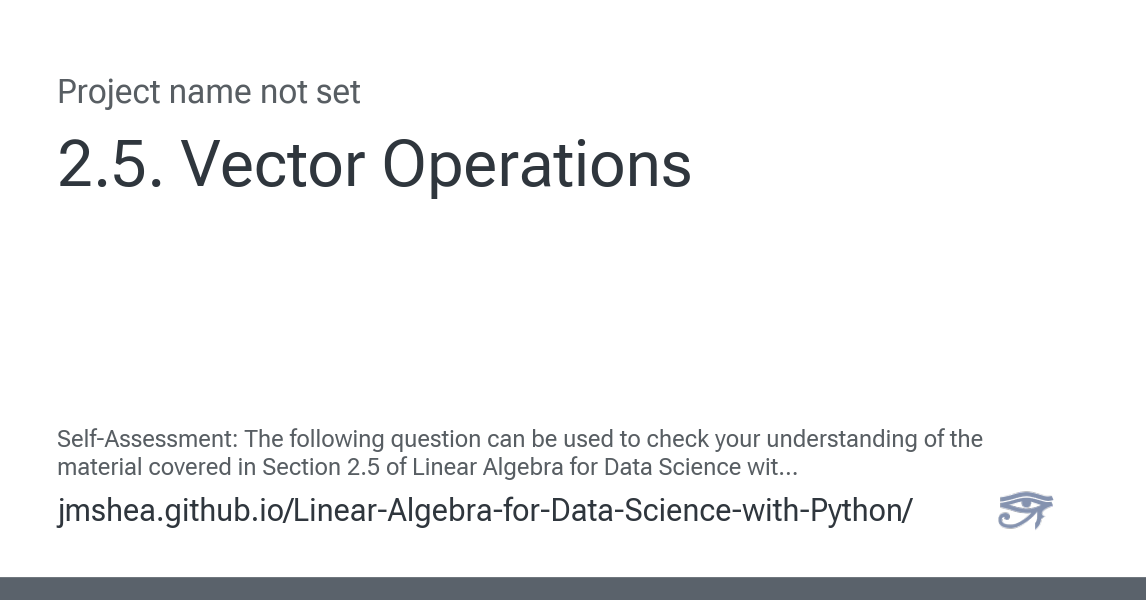 Project name not set
2.5. Vector Operations
Self-Assessment: The following question can be used to check your understanding of the
material covered in Section 2.5 of Linear Algebra for Data Science wit...
jmshea.github.io/Linear-Algebra-for-Data-Science-with-Python/